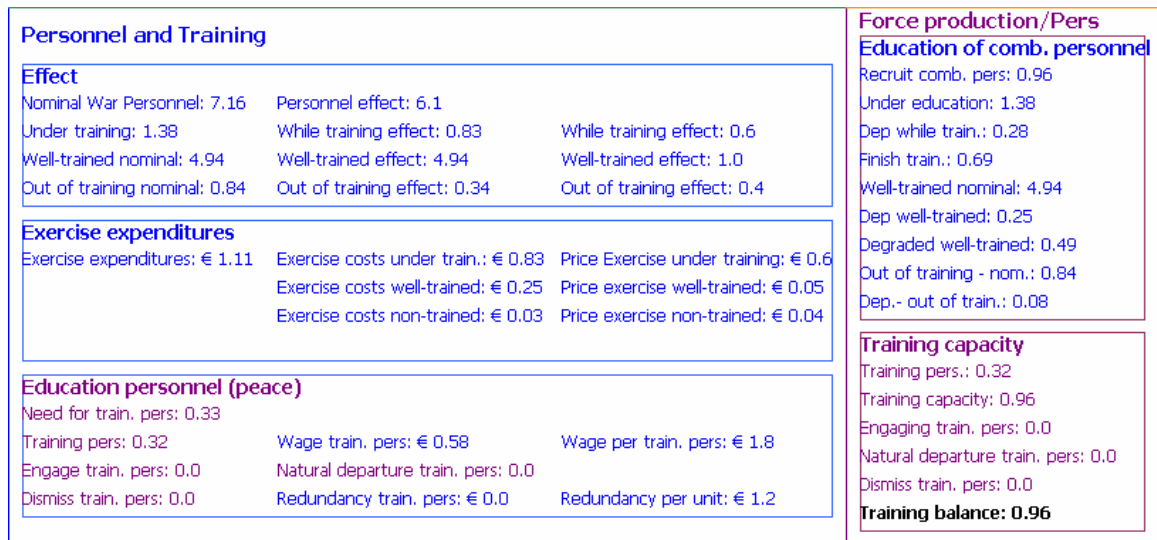 Personnel and Training
Effect
Nominal War Personnel: 7.16 Personnel effect: 6.1
Under training: 1.38 While training effect: 0.83 While training effect: 0.6
Well-trained nominal: 4.94 Well-trained effect: 4.94 Well-trained effect: 1.0
Out of training nominal: 0.84 Out of training effect: 0.34 Out of training effect: 0.4
Exercise expenditures
Exercise expenditures: € 1.11 Exercise costs under train.: € 0.83 Price Exercise under training: € 0.6
Exercise costs well-trained: € 0.25 Price exercise well-trained: € 0.05
Exercise costs non-trained: € 0.03 Price exercise non-trained: € 0.04
Education personnel (peace)
Need for train. pers: 0.33
Training pers: 0.32 Wage train. pers: € 0.58 Wage per train. pers: € 1.8
Engage train. pers: 0.0 Natural departure train. pers: 0.0
Dismiss train. pers: 0.0 Redundancy train. pers: € 0.0 Redundancy per unit: € 1.2
Force production/Pers
Education of comb. personnel
Recruit comb. pers: 0.96
Under education: 1.38
Dep while train.: 0.28
Finish train.: 0.69
Well-trained nominal: 4.94
Dep well-trained: 0.25
Degraded well-trained: 0.49
Out of training - nom.: 0.84
Dep.- out of train.: 0.08
Training capacity
Training pers.: 0.32
Training capacity: 0.96
Engaging train. pers: 0.0
Natural departure train. pers: 0.0
Dismiss train. pers: 0.0
Training balance: 0.96